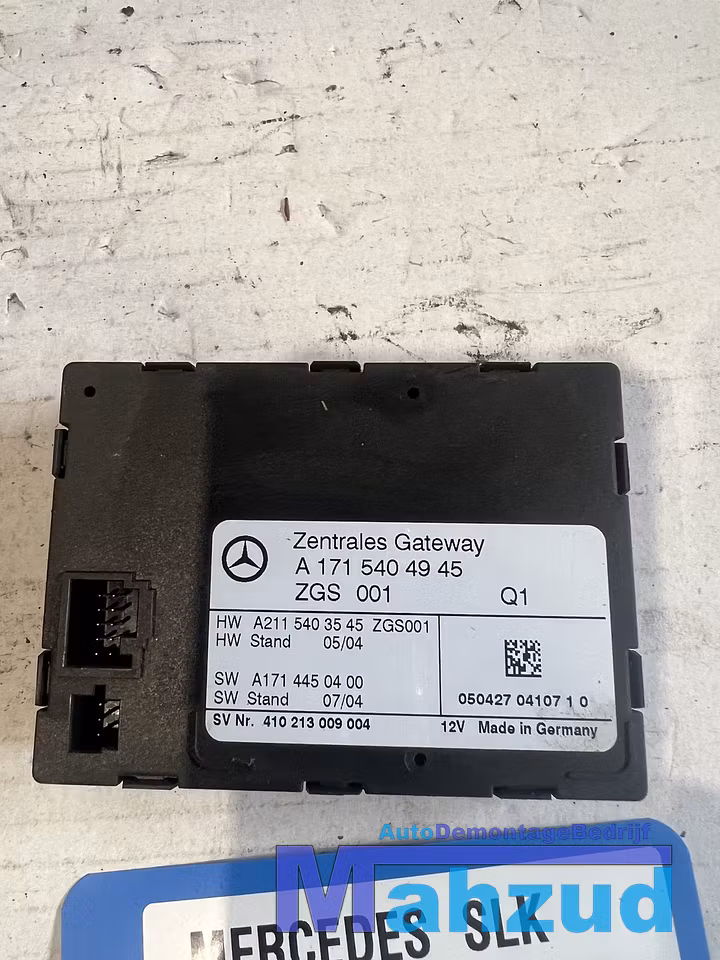 Zentrales Gateway
A 171 540 49 45
ZGS 001 Q1
HW A211 540 35 45 ZGS001
HW Stand 05/04
SW A171 445 04 00
SW Stand 07/04
050427 04107 1 0
SV Nr. 410 213 009 004
12V Made in Germany
AutoDemontageBedrijf
Mahzud
MERCEDES SLK